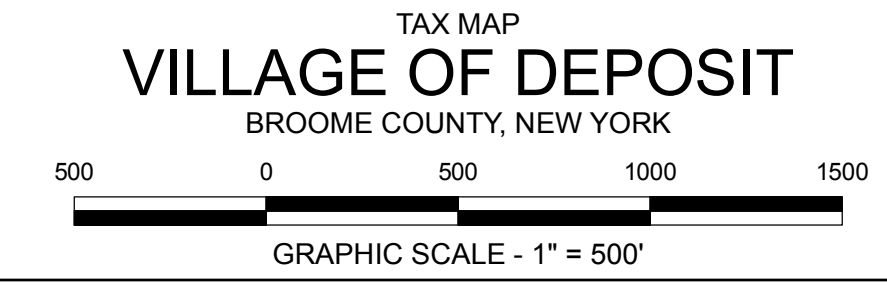 TAX MAP
VILLAGE OF DEPOSIT
BROOME COUNTY, NEW YORK
500 0 500 1000 1500
GRAPHIC SCALE - 1" = 500'